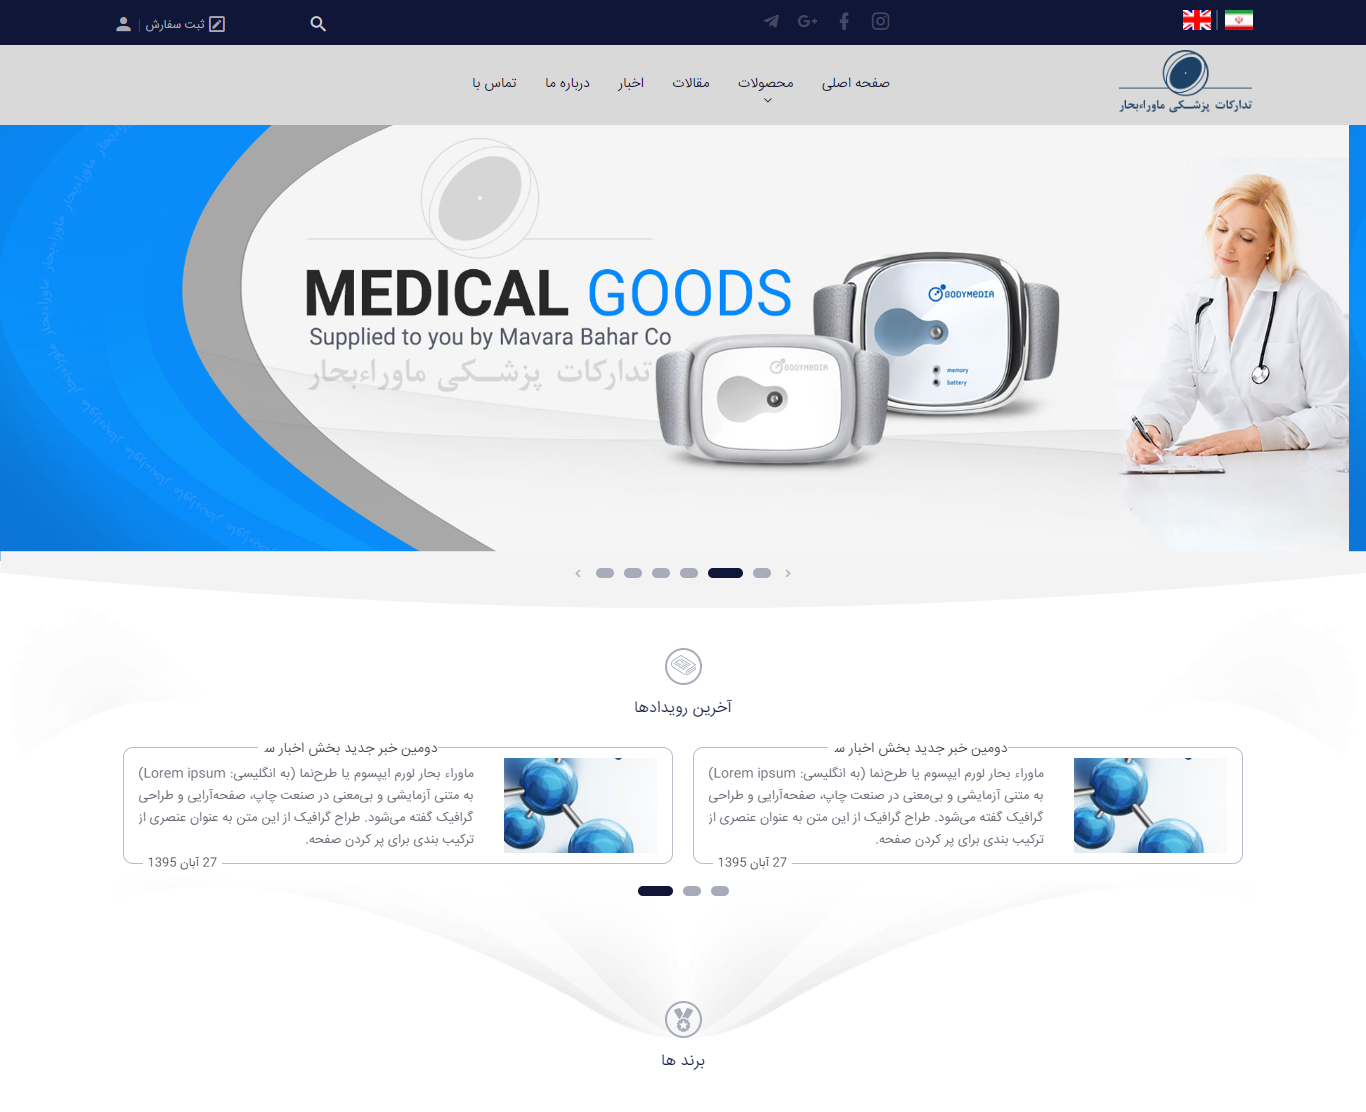 ثبت سفارش
تدارکات پزشـکی ماوراءبحار
صفحه اصلی
محصولات
مقالات
اخبار
درباره ما
تماس با
MEDICAL GOODS
Supplied to you by Mavara Bahar Co
تدارکات پزشـکی ماوراءبحار
BODYMEDIA
memory
battery
BODYMEDIA
آخرین رویدادها
دومین خبر جدید بخش اخبار س
ماوراء بحار لورم ایپسوم یا طرح‌نما (به انگلیسی: Lorem ipsum)
به متنی آزمایشی و بی‌معنی در صنعت چاپ، صفحه‌آرایی و طراحی
گرافیک گفته می‌شود. طراح گرافیک از این متن به عنوان عنصری از
ترکیب بندی برای پر کردن صفحه.
27 آبان 1395
دومین خبر جدید بخش اخبار س
ماوراء بحار لورم ایپسوم یا طرح‌نما (به انگلیسی: Lorem ipsum)
به متنی آزمایشی و بی‌معنی در صنعت چاپ، صفحه‌آرایی و طراحی
گرافیک گفته می‌شود. طراح گرافیک از این متن به عنوان عنصری از
ترکیب بندی برای پر کردن صفحه.
27 آبان 1395
برند ها